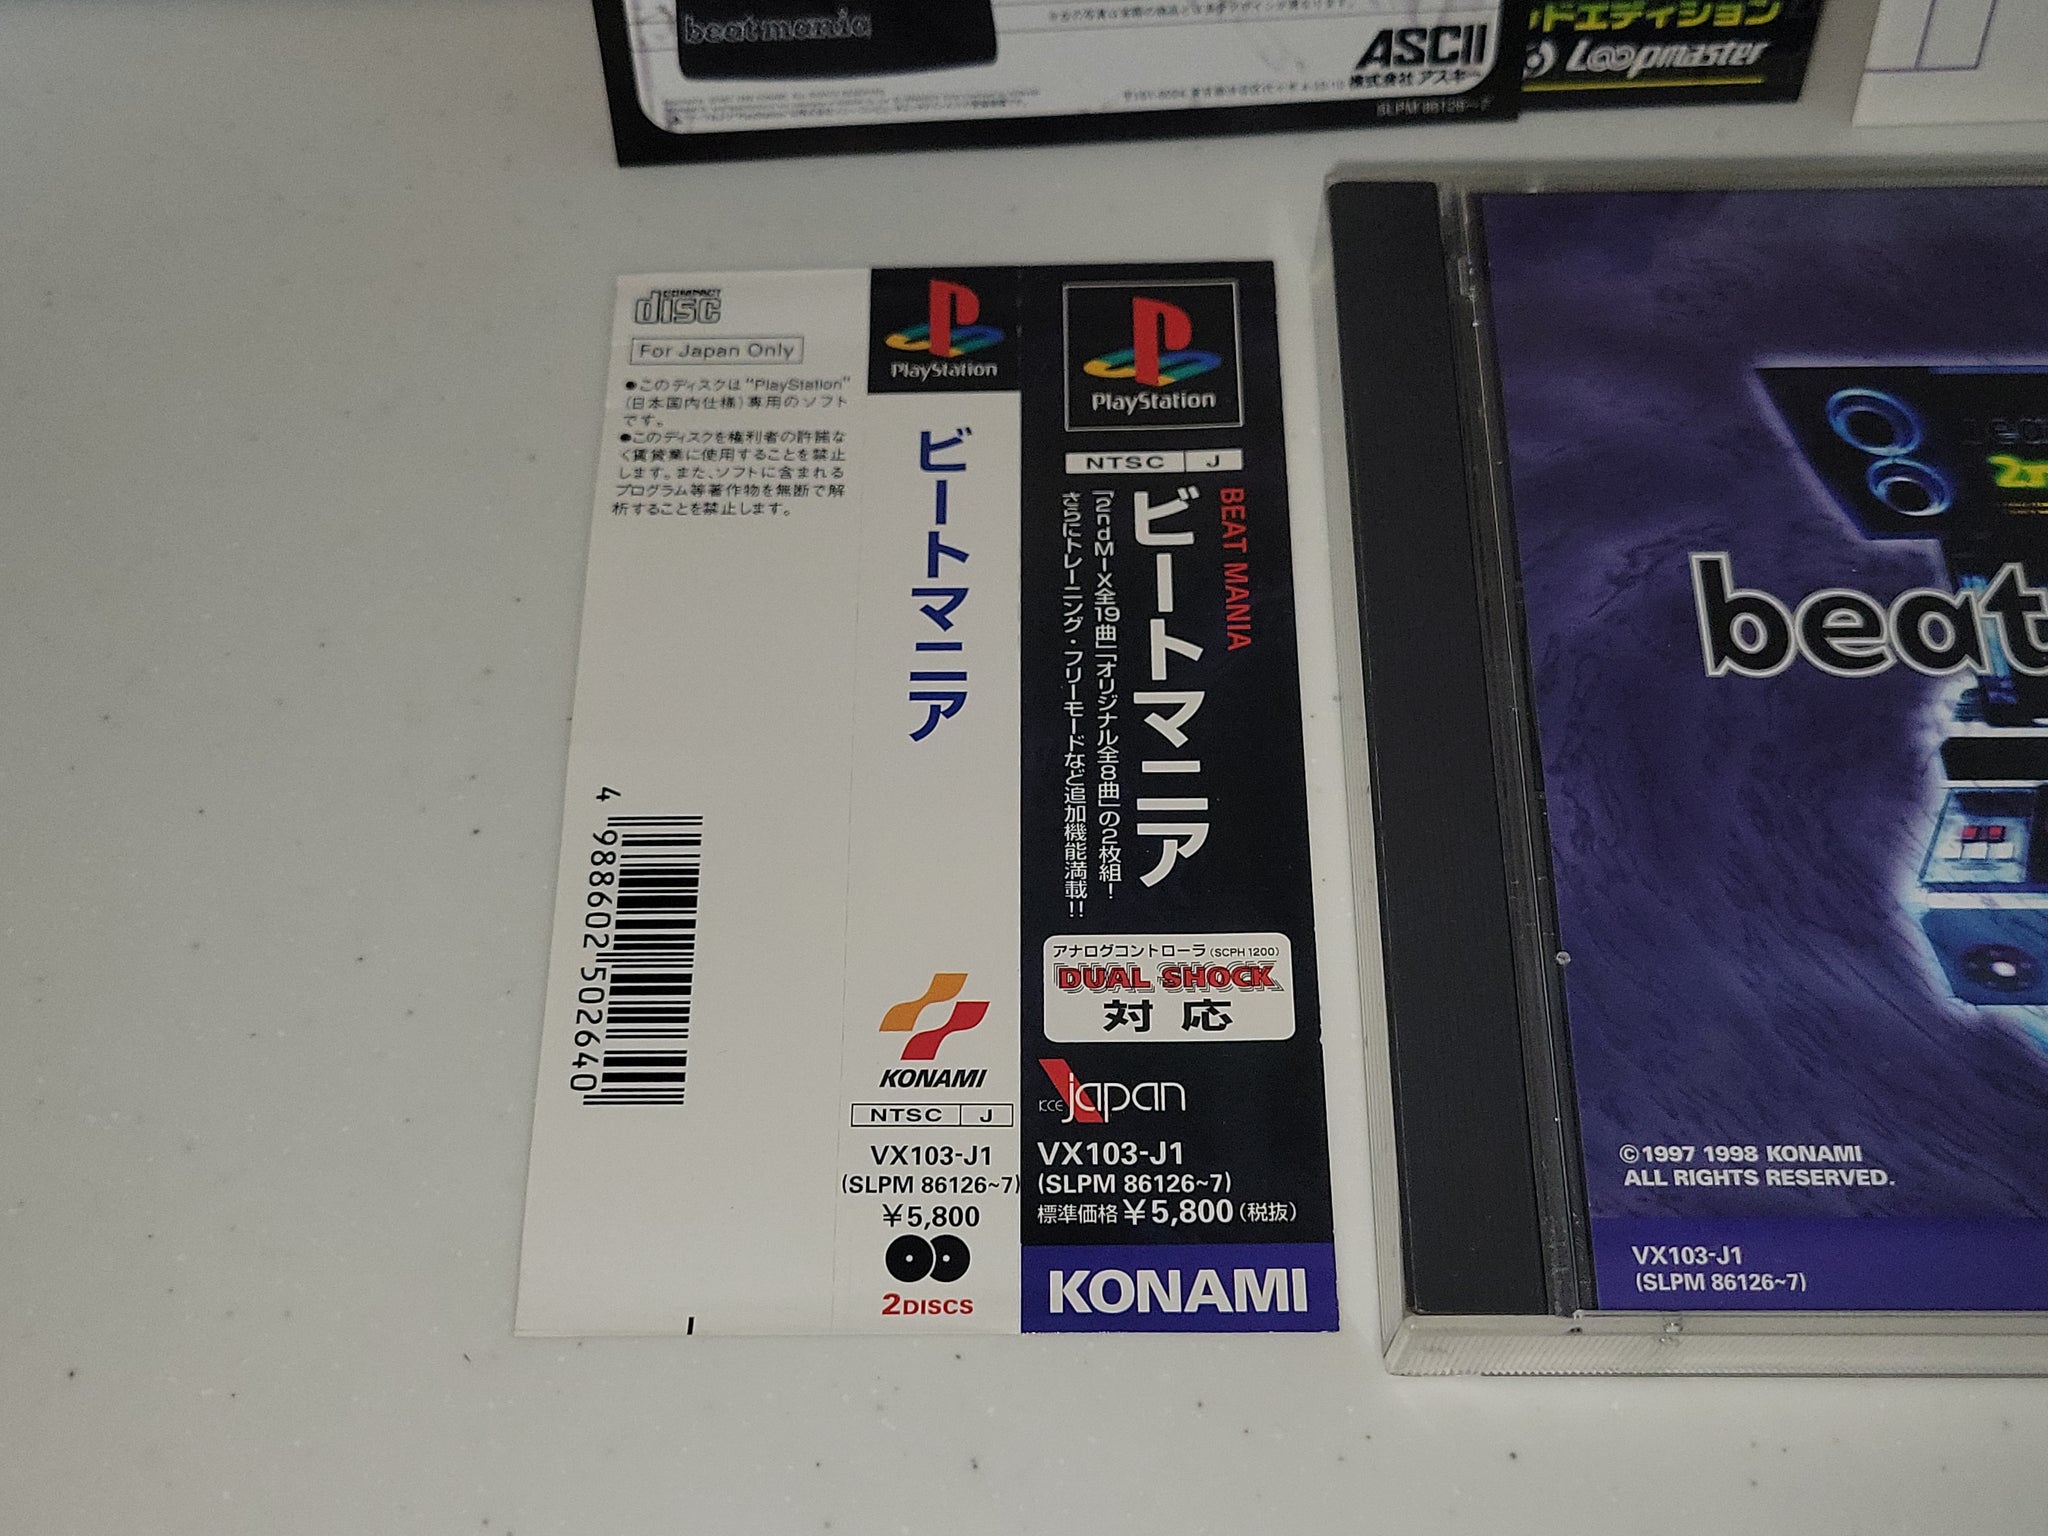 beatmania
ASCII
株式会社 アスキー
SLPM 86126~7
ドエディション
Loopmaster
COMPACT
disc
For Japan Only
●このディスクは"PlayStation"
(日本国内仕様)専用のソフト
です。
●このディスクを権利者の許諾な
く賃貸業に使用することを禁止
します。また、ソフトに含まれる
プログラム等著作物を無断で解
析することを禁止します。
4 988602 502640
PlayStation
ビートマニア
KONAMI
NTSC J
VX103-J1
(SLPM 86126~7)
¥5,800
2DISCS
PlayStation
NTSC J
BEAT MANIA
ビートマニア
「2ndMIX全19曲」「オリジナル全8曲」の2枚組!
さらにトレーニング・フリーモードなど追加機能満載!!
アナログコントローラ(SCPH 1200)
DUAL SHOCK
対応
KCE japan
VX103-J1
(SLPM 86126~7)
標準価格¥5,800(税抜)
KONAMI
beat
©1997 1998 KONAMI
ALL RIGHTS RESERVED.
VX103-J1
(SLPM 86126~7)